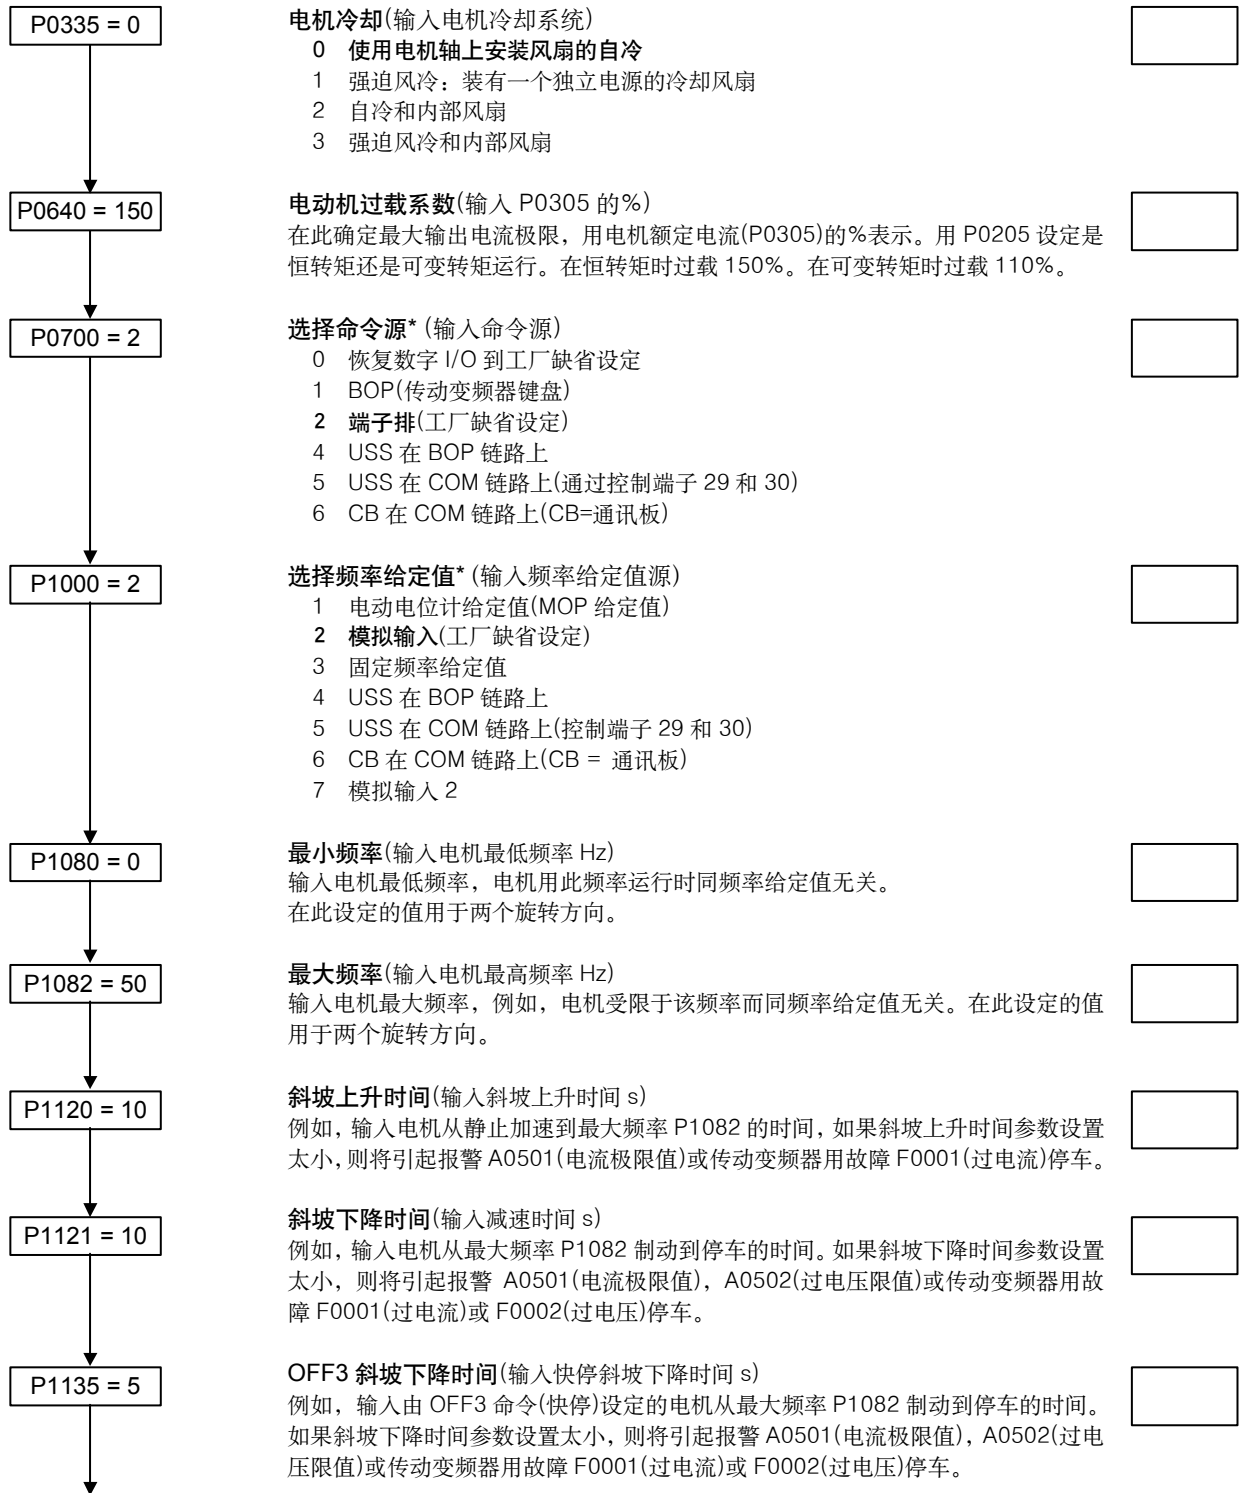 P0335 = 0
电机冷却(输入电机冷却系统)
0 使用电机轴上安装风扇的自冷
1 强迫风冷：装有一个独立电源的冷却风扇
2 自冷和内部风扇
3 强迫风冷和内部风扇
P0640 = 150
电动机过载系数(输入 P0305 的%)
在此确定最大输出电流极限，用电机额定电流(P0305)的%表示。用 P0205 设定是
恒转矩还是可变转矩运行。在恒转矩时过载 150%。在可变转矩时过载 110%。
P0700 = 2
选择命令源* (输入命令源)
0 恢复数字 I/O 到工厂缺省设定
1 BOP(传动变频器键盘)
2 端子排(工厂缺省设定)
4 USS 在 BOP 链路上
5 USS 在 COM 链路上(通过控制端子 29 和 30)
6 CB 在 COM 链路上(CB=通讯板)
P1000 = 2
选择频率给定值* (输入频率给定值源)
1 电动电位计给定值(MOP 给定值)
2 模拟输入(工厂缺省设定)
3 固定频率给定值
4 USS 在 BOP 链路上
5 USS 在 COM 链路上(控制端子 29 和 30)
6 CB 在 COM 链路上(CB = 通讯板)
7 模拟输入 2
P1080 = 0
最小频率(输入电机最低频率 Hz)
输入电机最低频率，电机用此频率运行时同频率给定值无关。
在此设定的值用于两个旋转方向。
P1082 = 50
最大频率(输入电机最高频率 Hz)
输入电机最大频率，例如，电机受限于该频率而同频率给定值无关。在此设定的值
用于两个旋转方向。
P1120 = 10
斜坡上升时间(输入斜坡上升时间 s)
例如，输入电机从静止加速到最大频率 P1082 的时间，如果斜坡上升时间参数设置
太小，则将引起报警 A0501(电流极限值)或传动变频器用故障 F0001(过电流)停车。
P1121 = 10
斜坡下降时间(输入减速时间 s)
例如，输入电机从最大频率 P1082 制动到停车的时间。如果斜坡下降时间参数设置
太小，则将引起报警 A0501(电流极限值)，A0502(过电压限值)或传动变频器用故
障 F0001(过电流)或 F0002(过电压)停车。
P1135 = 5
OFF3 斜坡下降时间(输入快停斜坡下降时间 s)
例如，输入由 OFF3 命令(快停)设定的电机从最大频率 P1082 制动到停车的时间。
如果斜坡下降时间参数设置太小，则将引起报警 A0501(电流极限值)，A0502(过电
压限值)或传动变频器用故障 F0001(过电流)或 F0002(过电压)停车。